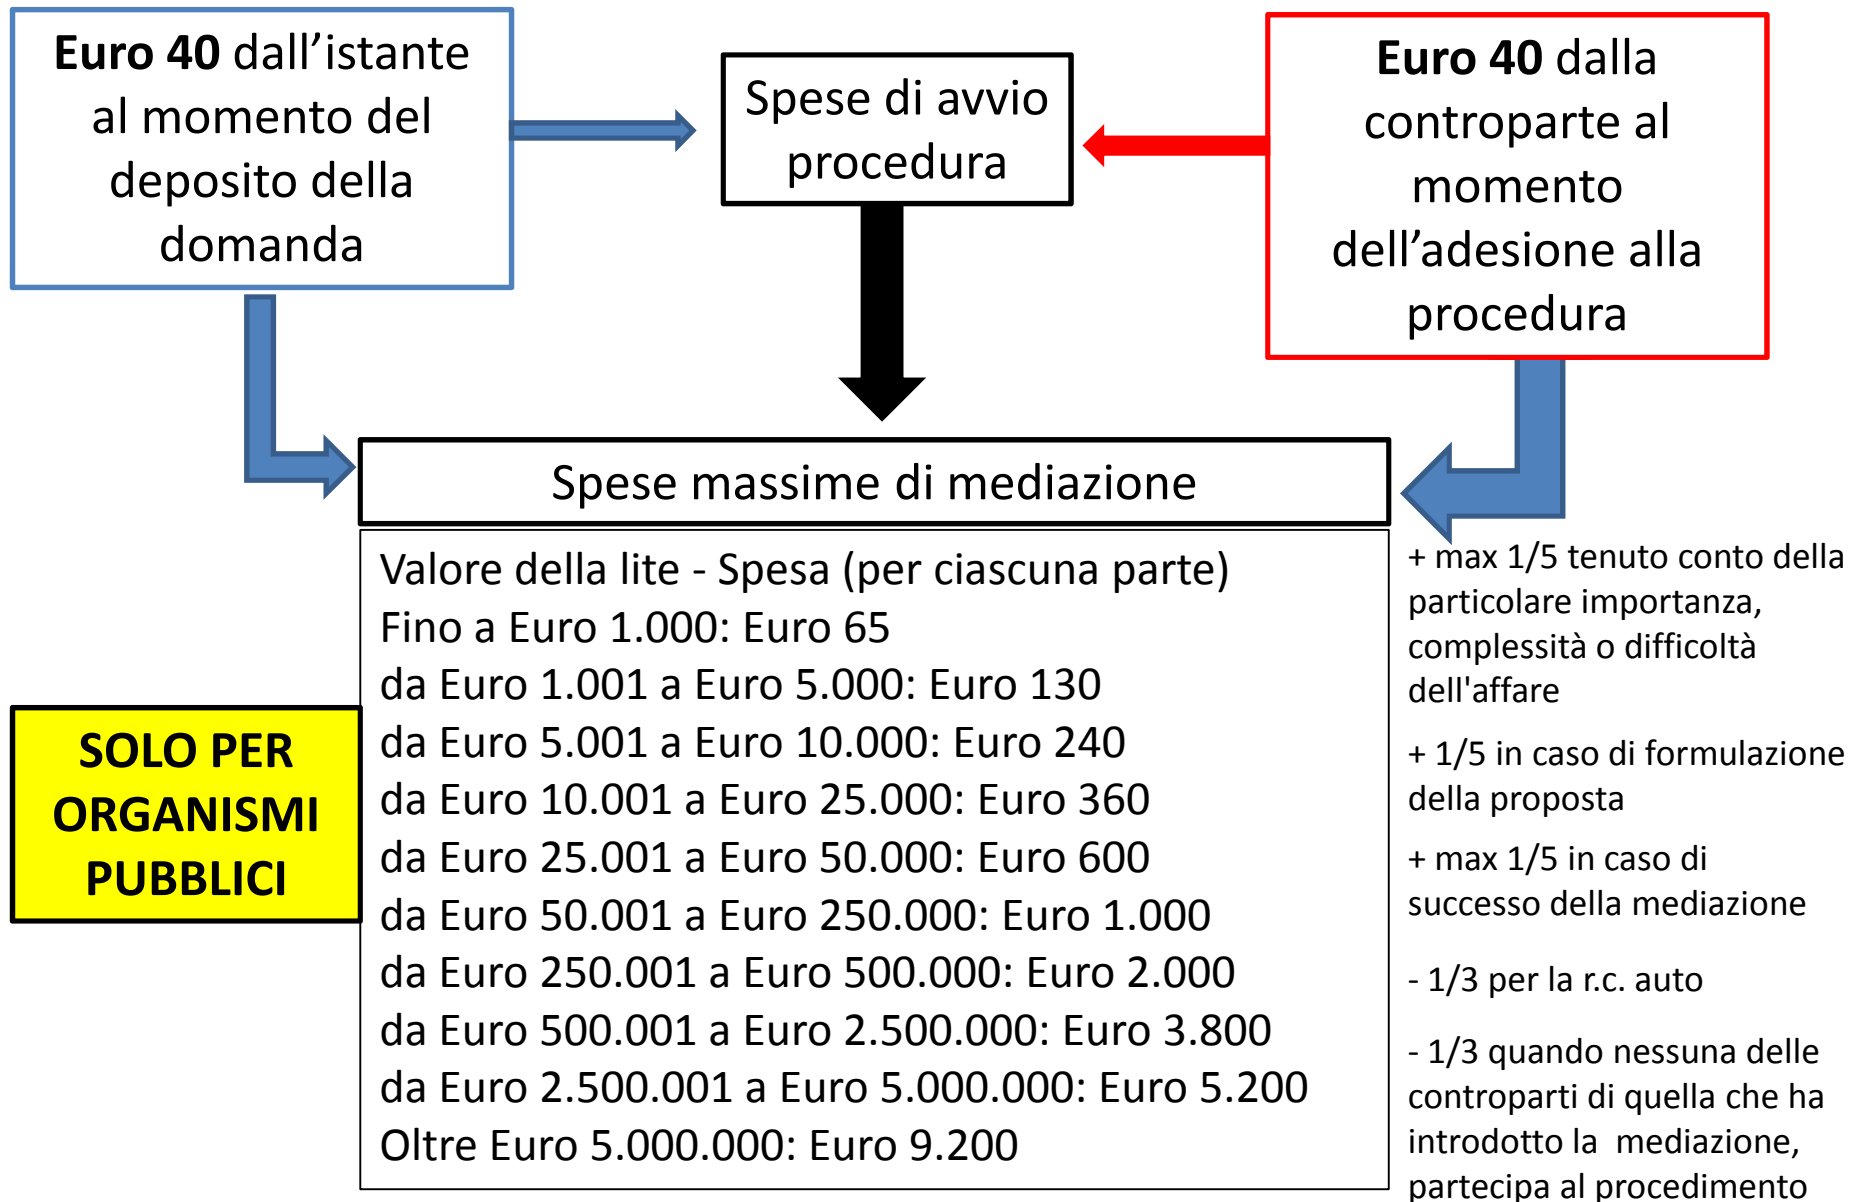 Euro 40 dall’istante
al momento del
deposito della
domanda
Spese di avvio
procedura
Euro 40 dalla
controparte al
momento
dell’adesione alla
procedura
Spese massime di mediazione
Valore della lite - Spesa (per ciascuna parte)
Fino a Euro 1.000: Euro 65
da Euro 1.001 a Euro 5.000: Euro 130
da Euro 5.001 a Euro 10.000: Euro 240
da Euro 10.001 a Euro 25.000: Euro 360
da Euro 25.001 a Euro 50.000: Euro 600
da Euro 50.001 a Euro 250.000: Euro 1.000
da Euro 250.001 a Euro 500.000: Euro 2.000
da Euro 500.001 a Euro 2.500.000: Euro 3.800
da Euro 2.500.001 a Euro 5.000.000: Euro 5.200
Oltre Euro 5.000.000: Euro 9.200
SOLO PER
ORGANISMI
PUBBLICI
+ max 1/5 tenuto conto della
particolare importanza,
complessità o difficoltà
dell'affare
+ 1/5 in caso di formulazione
della proposta
+ max 1/5 in caso di
successo della mediazione
- 1/3 per la r.c. auto
- 1/3 quando nessuna delle
controparti di quella che ha
introdotto la mediazione,
partecipa al procedimento